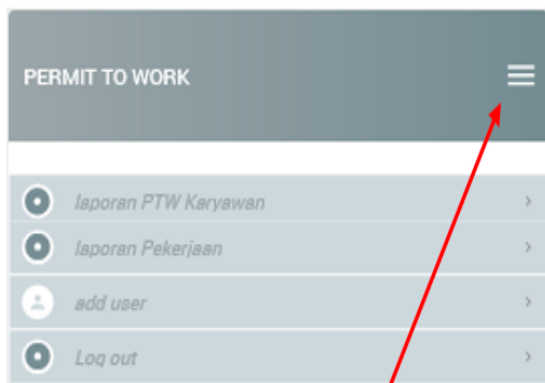 PERMIT TO WORK
laporan PTW Karyawan
laporan Pekerjaan
add user
Log out